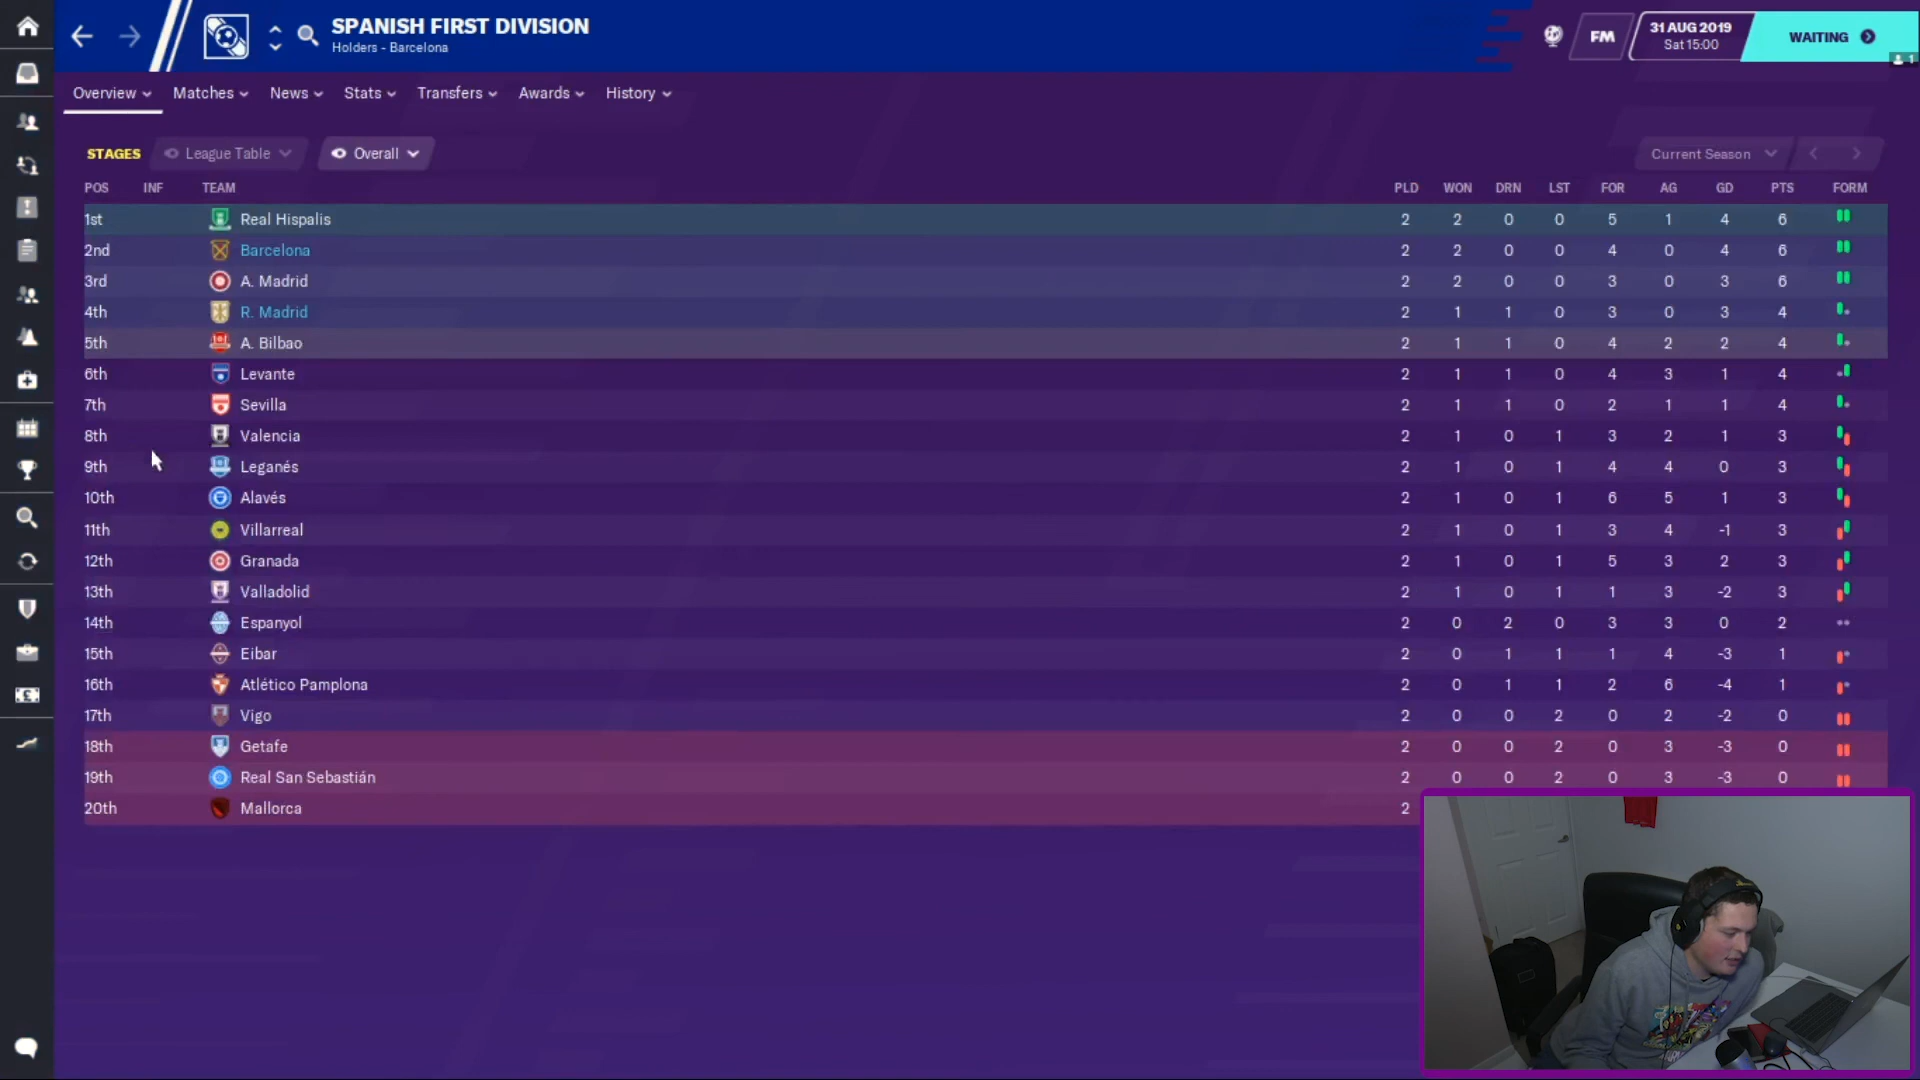 SPANISH FIRST DIVISION
Holders - Barcelona
FM
31 AUG 2019
Sat 15:00
WAITING
1
Overview Matches News Stats Transfers Awards History
STAGES League Table Overall Current Season
POS INF TEAM PLD WON DRN LST FOR AG GD PTS FORM
1st Real Hispalis 2 2 0 0 5 1 4 6
2nd Barcelona 2 2 0 0 4 0 4 6
3rd A. Madrid 2 2 0 0 3 0 3 6
4th R. Madrid 2 1 1 0 3 0 3 4
5th A. Bilbao 2 1 1 0 4 2 2 4
6th Levante 2 1 1 0 4 3 1 4
7th Sevilla 2 1 1 0 2 1 1 4
8th Valencia 2 1 0 1 3 2 1 3
9th Leganés 2 1 0 1 4 4 0 3
10th Alavés 2 1 0 1 6 5 1 3
11th Villarreal 2 1 0 1 3 4 -1 3
12th Granada 2 1 0 1 5 3 2 3
13th Valladolid 2 1 0 1 1 3 -2 3
14th Espanyol 2 0 2 0 3 3 0 2
15th Eibar 2 0 1 1 1 4 -3 1
16th Atlético Pamplona 2 0 1 1 2 6 -4 1
17th Vigo 2 0 0 2 0 2 -2 0
18th Getafe 2 0 0 2 0 3 -3 0
19th Real San Sebastián 2 0 0 2 0 3 -3 0
20th Mallorca 2